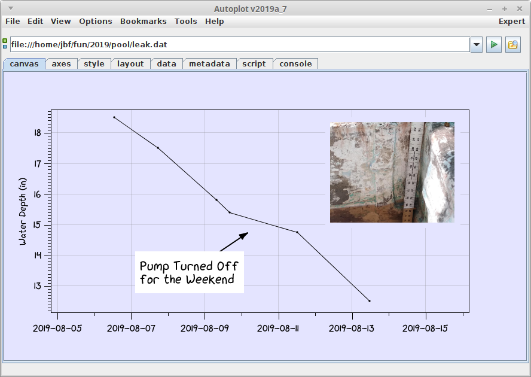 Autoplot v2019a_7
File Edit View Options Bookmarks Tools Help Expert
file:///home/jbf/fun/2019/pool/leak.dat
canvas axes style layout data metadata script console
Water Depth (in)
18
17
16
15
14
13
Pump Turned Off
for the Weekend
2019-08-05 2019-08-07 2019-08-09 2019-08-11 2019-08-13 2019-08-15